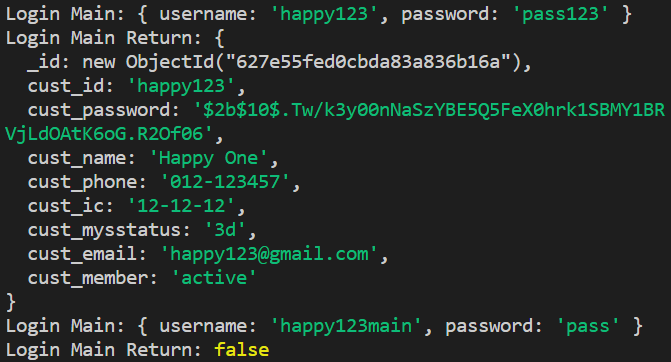 Login Main: { username: 'happy123', password: 'pass123' }
Login Main Return: {
  _id: new ObjectId("627e55fed0cbda83a836b16a"),
  cust_id: 'happy123',
  cust_password: '$2b$10$.Tw/k3y00nNaSzYBE5Q5FeX0hrk1SBMY1BR
VjLdOAtK6oG.R2Of06',
  cust_name: 'Happy One',
  cust_phone: '012-123457',
  cust_ic: '12-12-12',
  cust_mysstatus: '3d',
  cust_email: 'happy123@gmail.com',
  cust_member: 'active'
}
Login Main: { username: 'happy123main', password: 'pass' }
Login Main Return: false